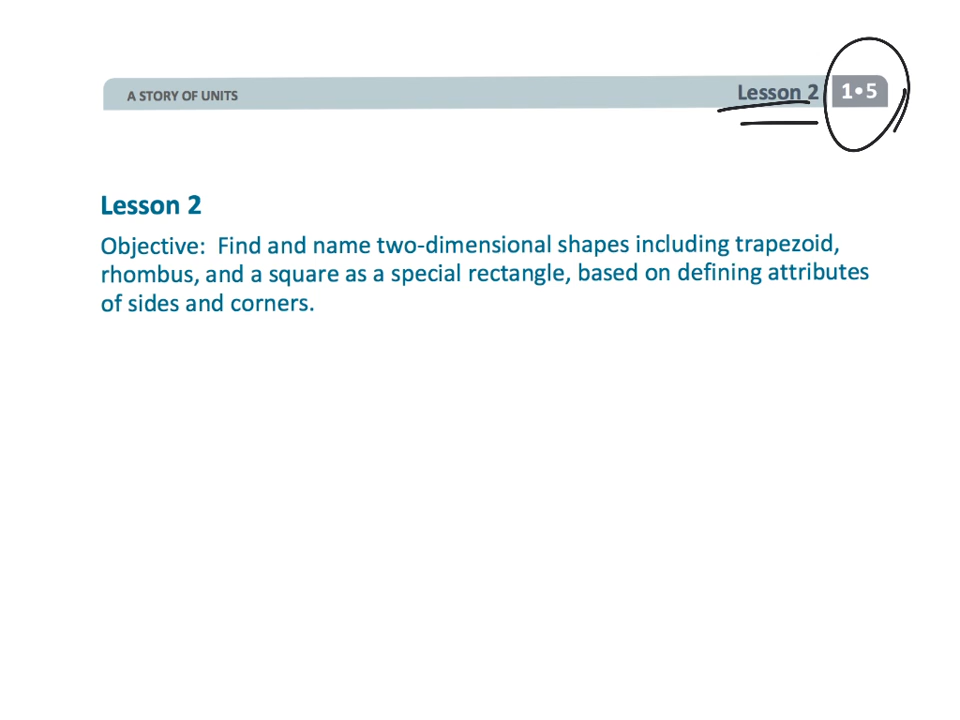 A STORY OF UNITS
Lesson 2 1•5
Lesson 2
Objective: Find and name two-dimensional shapes including trapezoid,
rhombus, and a square as a special rectangle, based on defining attributes
of sides and corners.